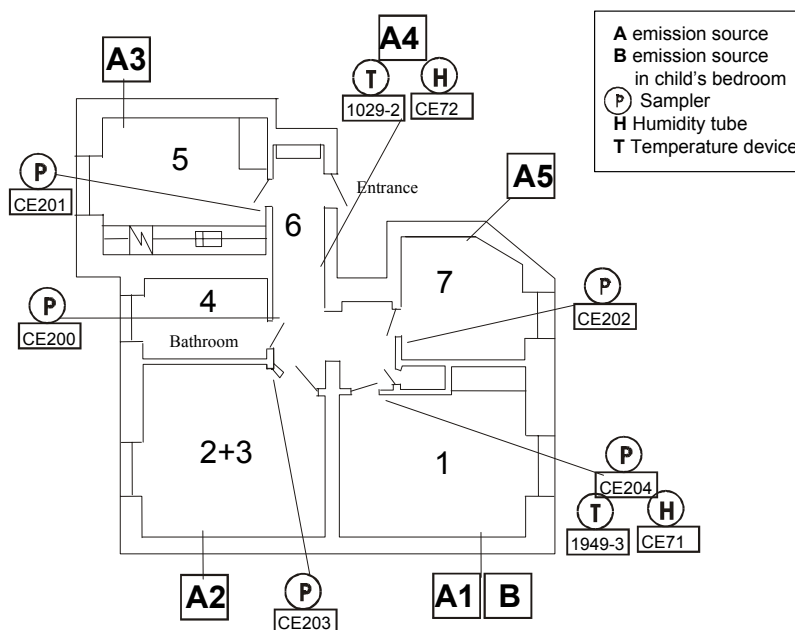 A3
A4
T
H
1029-2
CE72
A emission source
B emission source
in child's bedroom
P Sampler
H Humidity tube
T Temperature device
5
P
CE201
Entrance
A5
6
7
4
P
CE200
Bathroom
P
CE202
2+3
1
P
CE204
T
H
1949-3
CE71
A2
P
CE203
A1
B